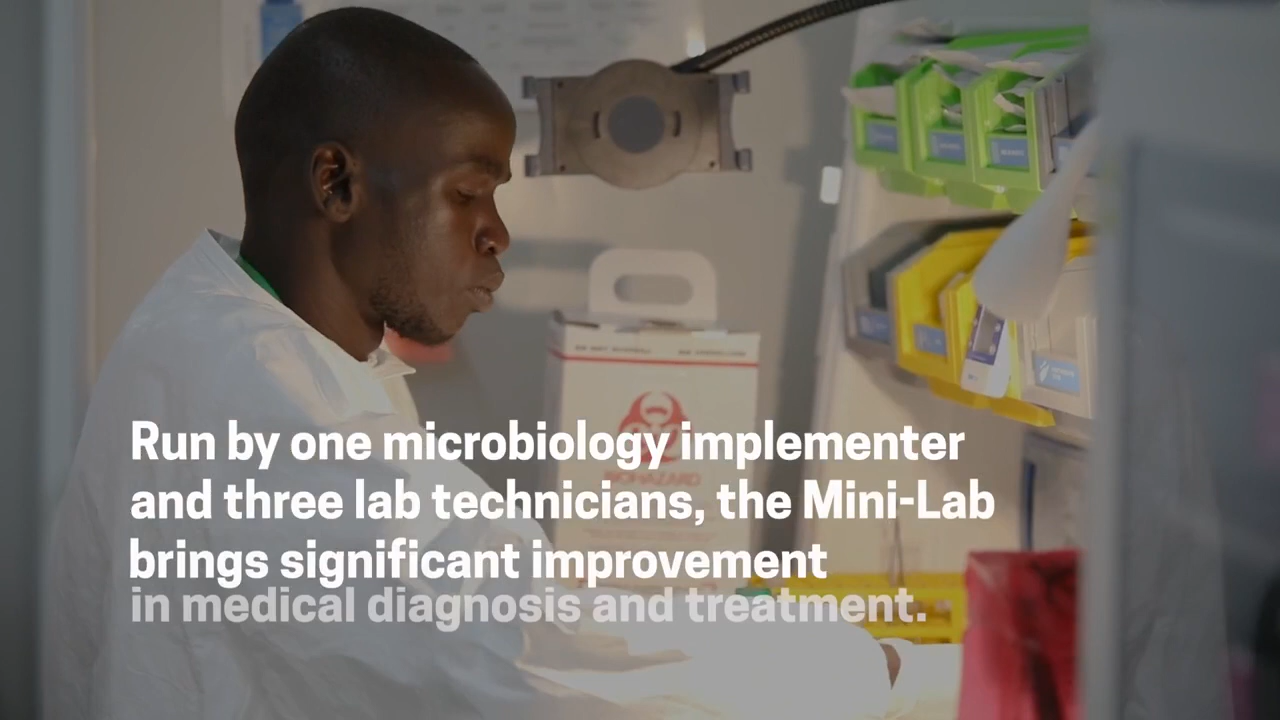 Run by one microbiology implementer
and three lab technicians, the Mini-Lab
brings significant improvement
in medical diagnosis and treatment.
BIOHAZARD